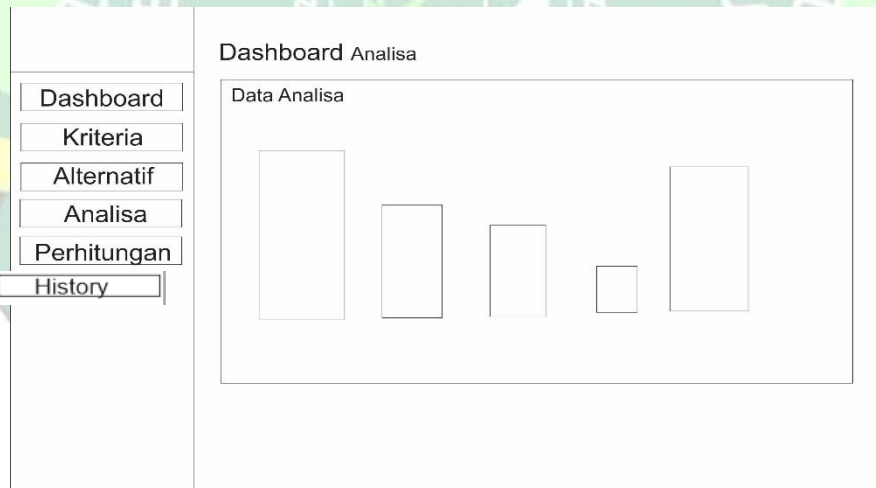 Dashboard Analisa
Dashboard
Kriteria
Alternatif
Analisa
Perhitungan
History
Data Analisa